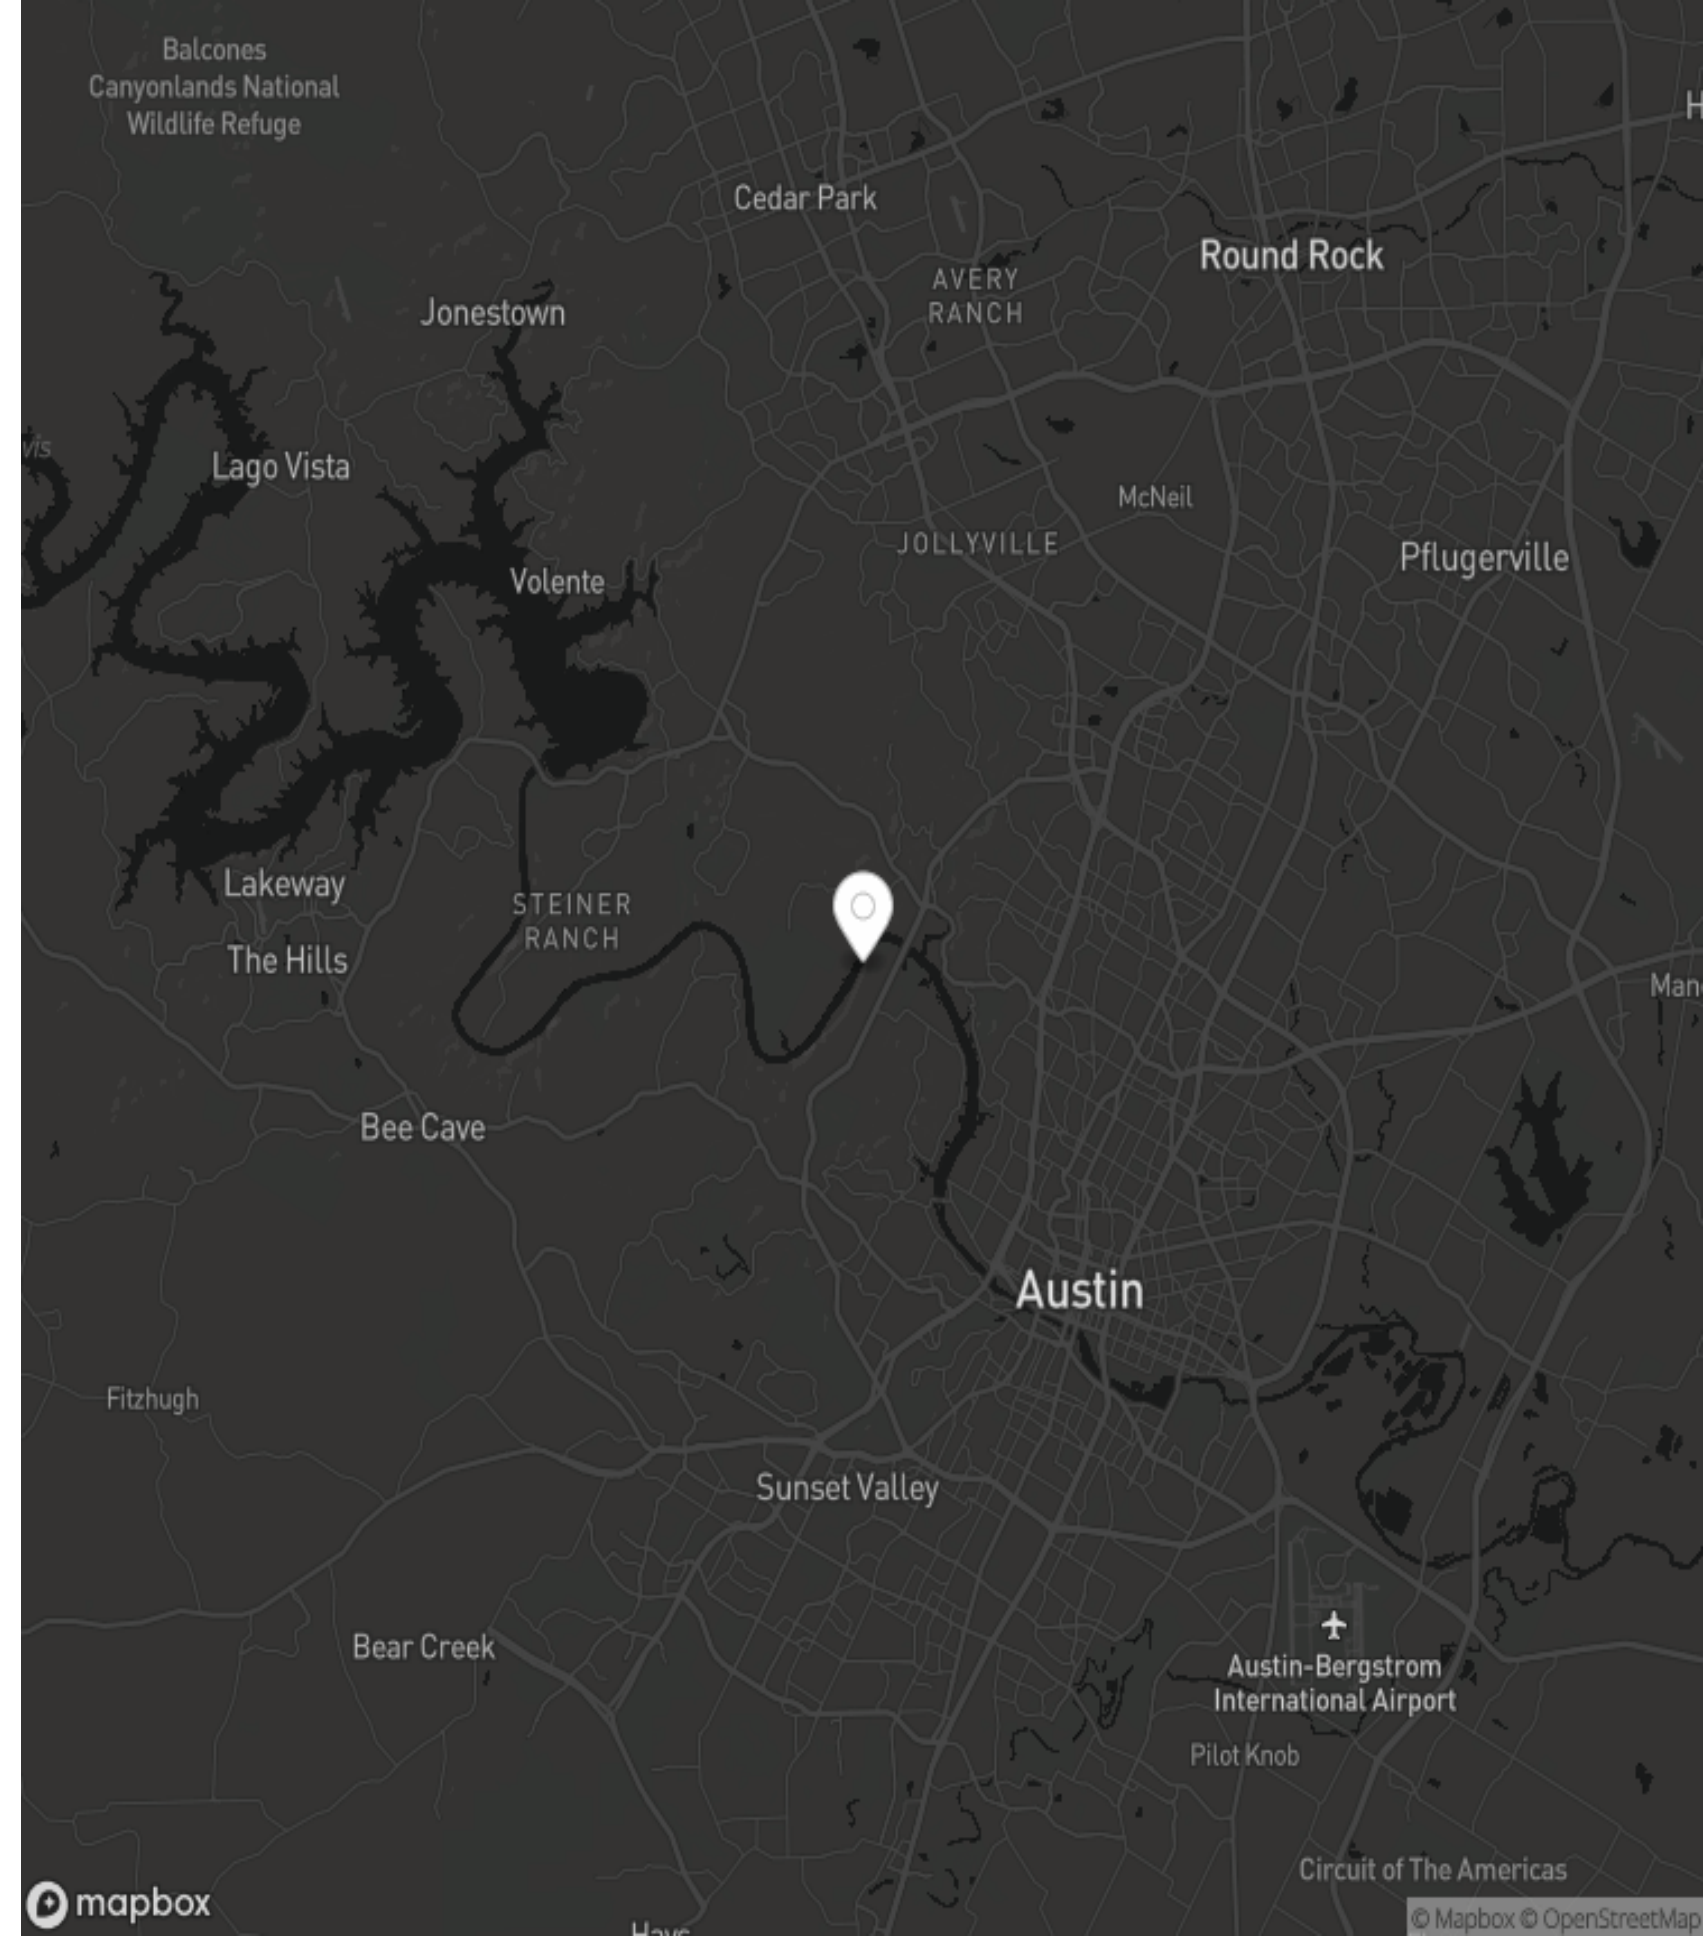 Balcones
Canyonlands National
Wildlife Refuge
Cedar Park
Round Rock
AVERY
RANCH
Jonestown
vis
Lago Vista
McNeil
JOLLYVILLE
Pflugerville
Volente
Lakeway
STEINER
RANCH
The Hills
Bee Cave
Austin
Fitzhugh
Sunset Valley
Bear Creek
Austin-Bergstrom
International Airport
Pilot Knob
Circuit of The Americas
mapbox
© Mapbox © OpenStreetMap